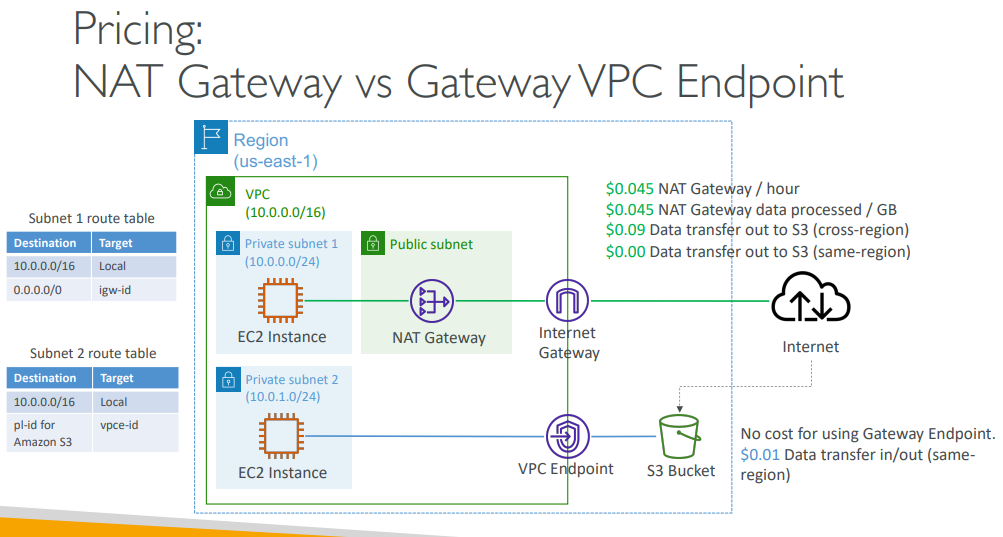 Pricing:
NAT Gateway vs Gateway VPC Endpoint
Region
(us-east-1)
VPC
(10.0.0.0/16)
$0.045 NAT Gateway / hour
$0.045 NAT Gateway data processed / GB
$0.09 Data transfer out to S3 (cross-region)
$0.00 Data transfer out to S3 (same-region)
Subnet 1 route table
Destination Target
10.0.0.0/16 Local
0.0.0.0/0 igw-id
Private subnet 1
(10.0.0.0/24)
EC2 Instance
Public subnet
NAT Gateway
Internet
Gateway
Internet
Subnet 2 route table
Destination Target
10.0.0.0/16 Local
pl-id for
Amazon S3
vpce-id
Private subnet 2
(10.0.1.0/24)
EC2 Instance
VPC Endpoint
S3 Bucket
No cost for using Gateway Endpoint.
$0.01 Data transfer in/out (same-
region)